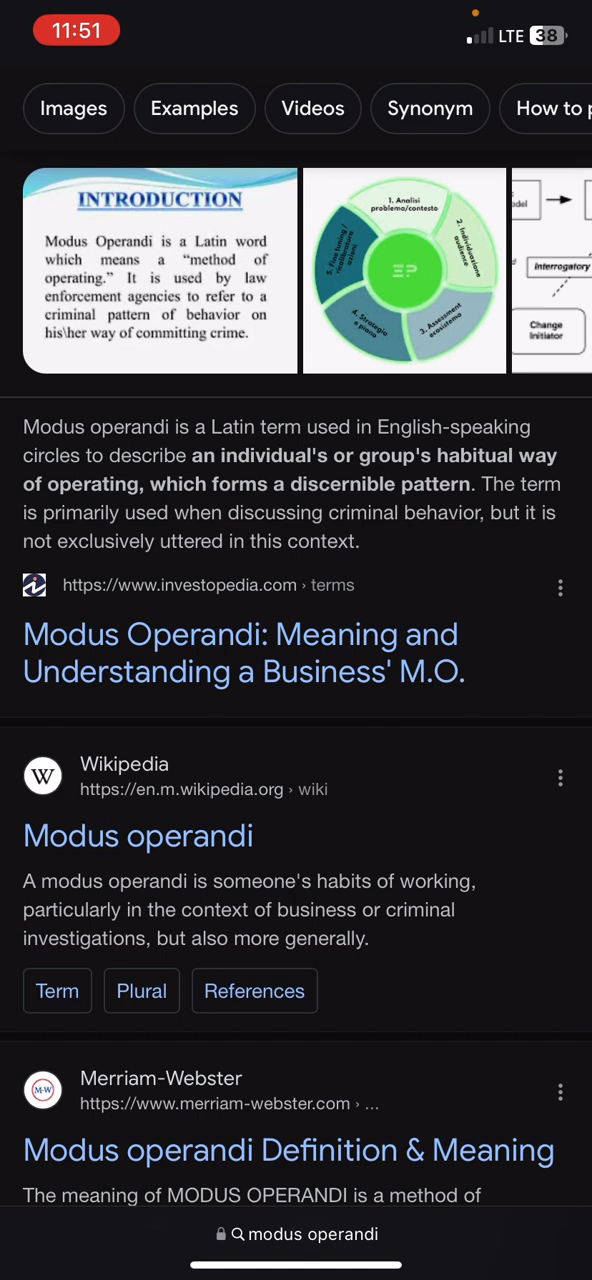 11:51
LTE 38
Images
Examples
Videos
Synonym
How to p
INTRODUCTION
Modus Operandi is a Latin word
which means a “method of
operating.” It is used by law
enforcement agencies to refer to a
criminal pattern of behavior on
his\her way of committing crime.
1. Analisi
problema/contesto
2. Individuazione
audience
3. Assessment
ecosistema
4. Strategia
e piano
5. Fine tuning /
ricalibratura
azioni
EP
odel
Interrogatory
Change
Initiator
Modus operandi is a Latin term used in English-speaking
circles to describe an individual's or group's habitual way
of operating, which forms a discernible pattern. The term
is primarily used when discussing criminal behavior, but it is
not exclusively uttered in this context.
https://www.investopedia.com › terms
Modus Operandi: Meaning and
Understanding a Business' M.O.
W
Wikipedia
https://en.m.wikipedia.org › wiki
Modus operandi
A modus operandi is someone's habits of working,
particularly in the context of business or criminal
investigations, but also more generally.
Term
Plural
References
M-W
Merriam-Webster
https://www.merriam-webster.com › ...
Modus operandi Definition & Meaning
The meaning of MODUS OPERANDI is a method of
modus operandi